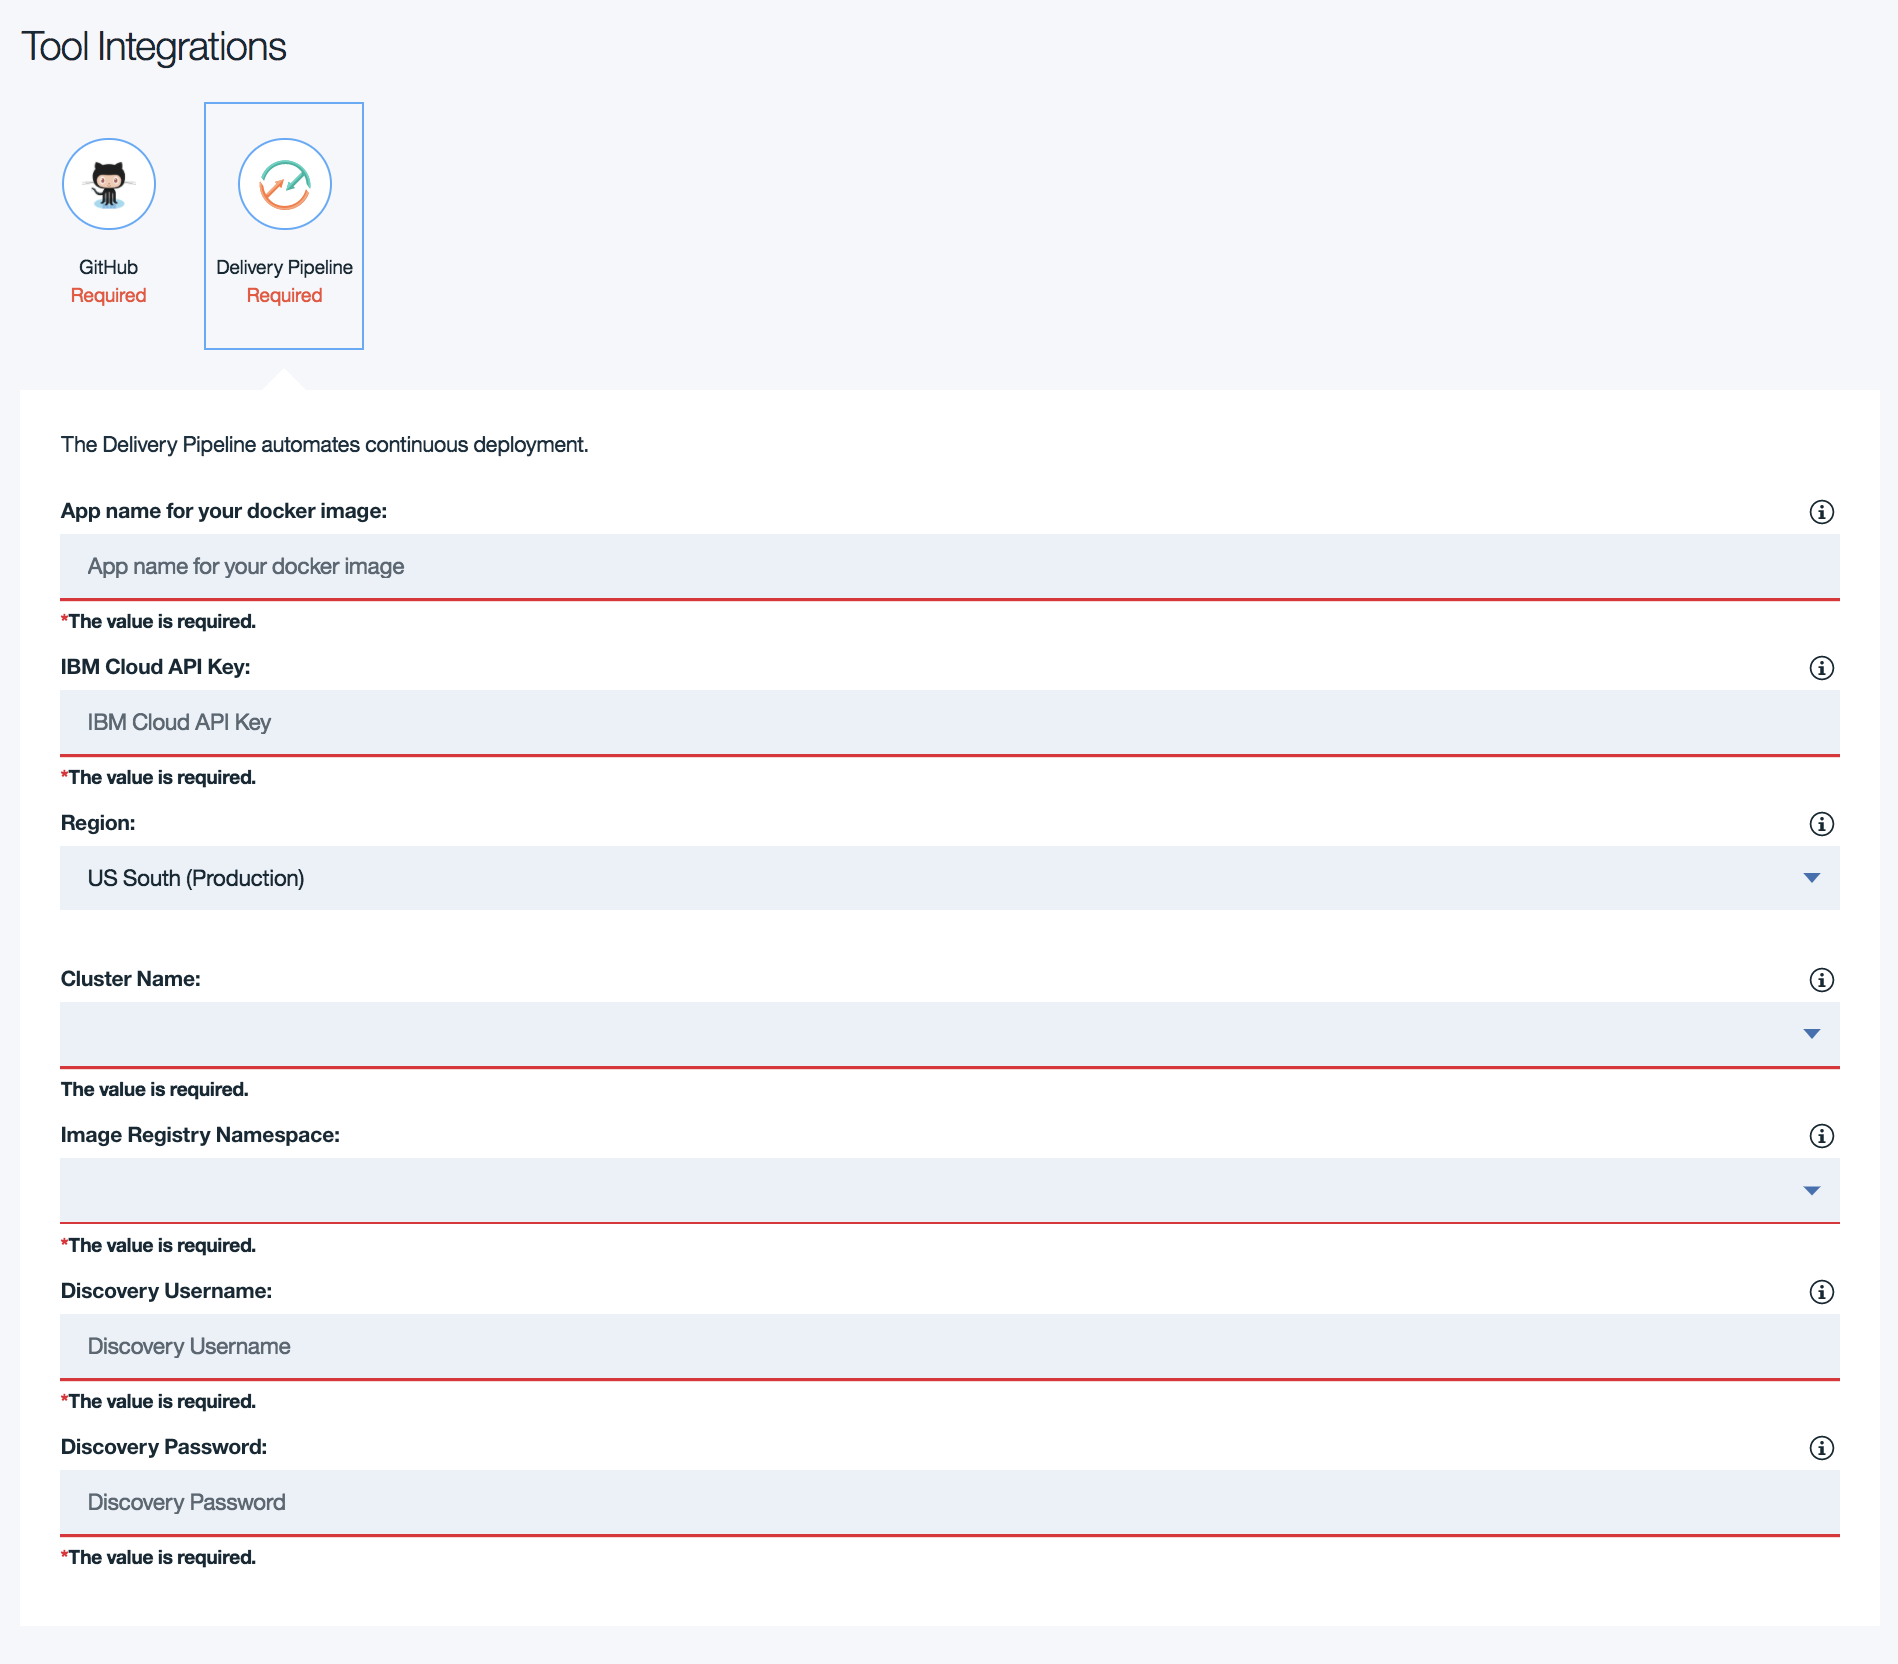 Tool Integrations
GitHub
Required
Delivery Pipeline
Required
The Delivery Pipeline automates continuous deployment.
App name for your docker image:
App name for your docker image
*The value is required.
IBM Cloud API Key:
IBM Cloud API Key
*The value is required.
Region:
US South (Production)
Cluster Name:
The value is required.
Image Registry Namespace:
*The value is required.
Discovery Username:
Discovery Username
*The value is required.
Discovery Password:
Discovery Password
*The value is required.